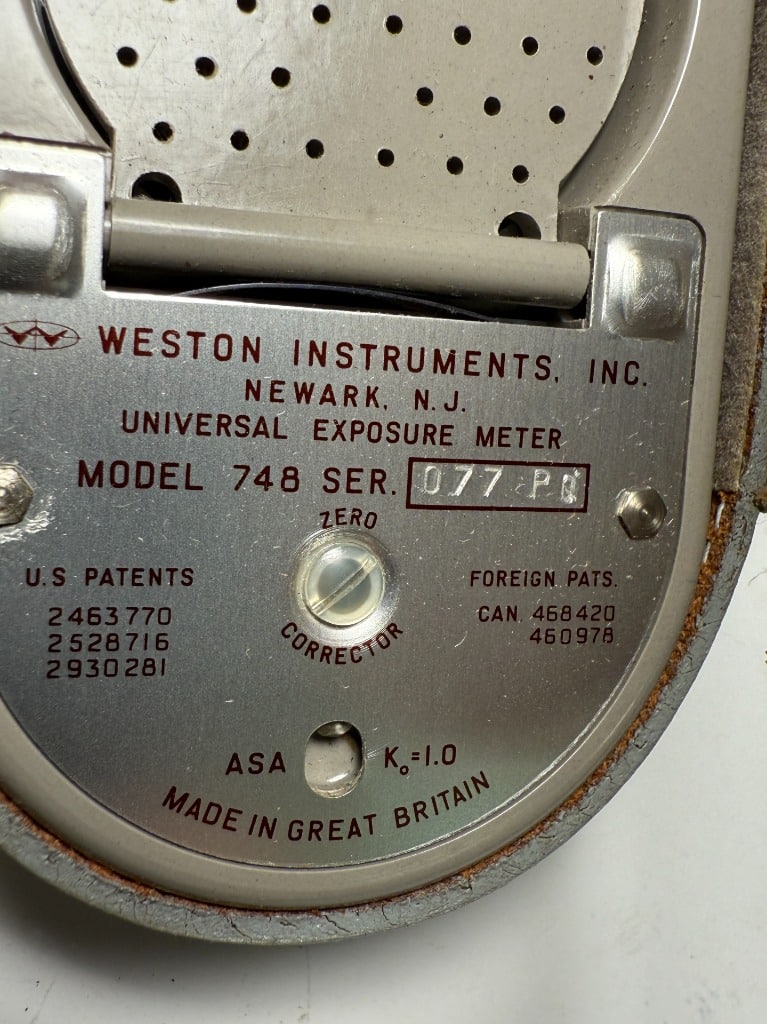 WESTON INSTRUMENTS, INC.
NEWARK, N.J.
UNIVERSAL EXPOSURE METER
MODEL 748 SER. 077
ZERO
CORRECTOR
U.S PATENTS
2463770
2528716
2930281
FOREIGN PATS.
CAN. 468420
460978
ASA K₀=1.0
MADE IN GREAT BRITAIN